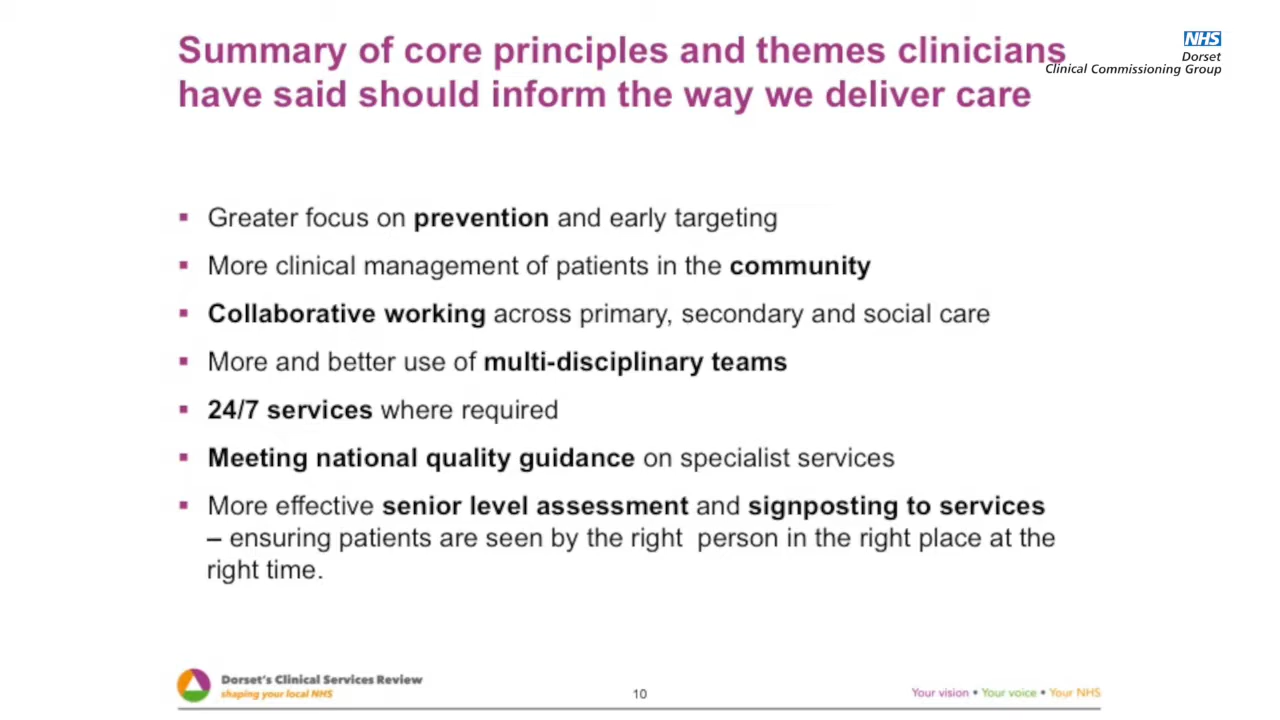 Summary of core principles and themes clinicians
have said should inform the way we deliver care
NHS
Dorset
Clinical Commissioning Group
▪ Greater focus on prevention and early targeting
▪ More clinical management of patients in the community
▪ Collaborative working across primary, secondary and social care
▪ More and better use of multi-disciplinary teams
▪ 24/7 services where required
▪ Meeting national quality guidance on specialist services
▪ More effective senior level assessment and signposting to services
– ensuring patients are seen by the right person in the right place at the
right time.
Dorset's Clinical Services Review
shaping your local NHS
10
Your vision • Your voice • Your NHS